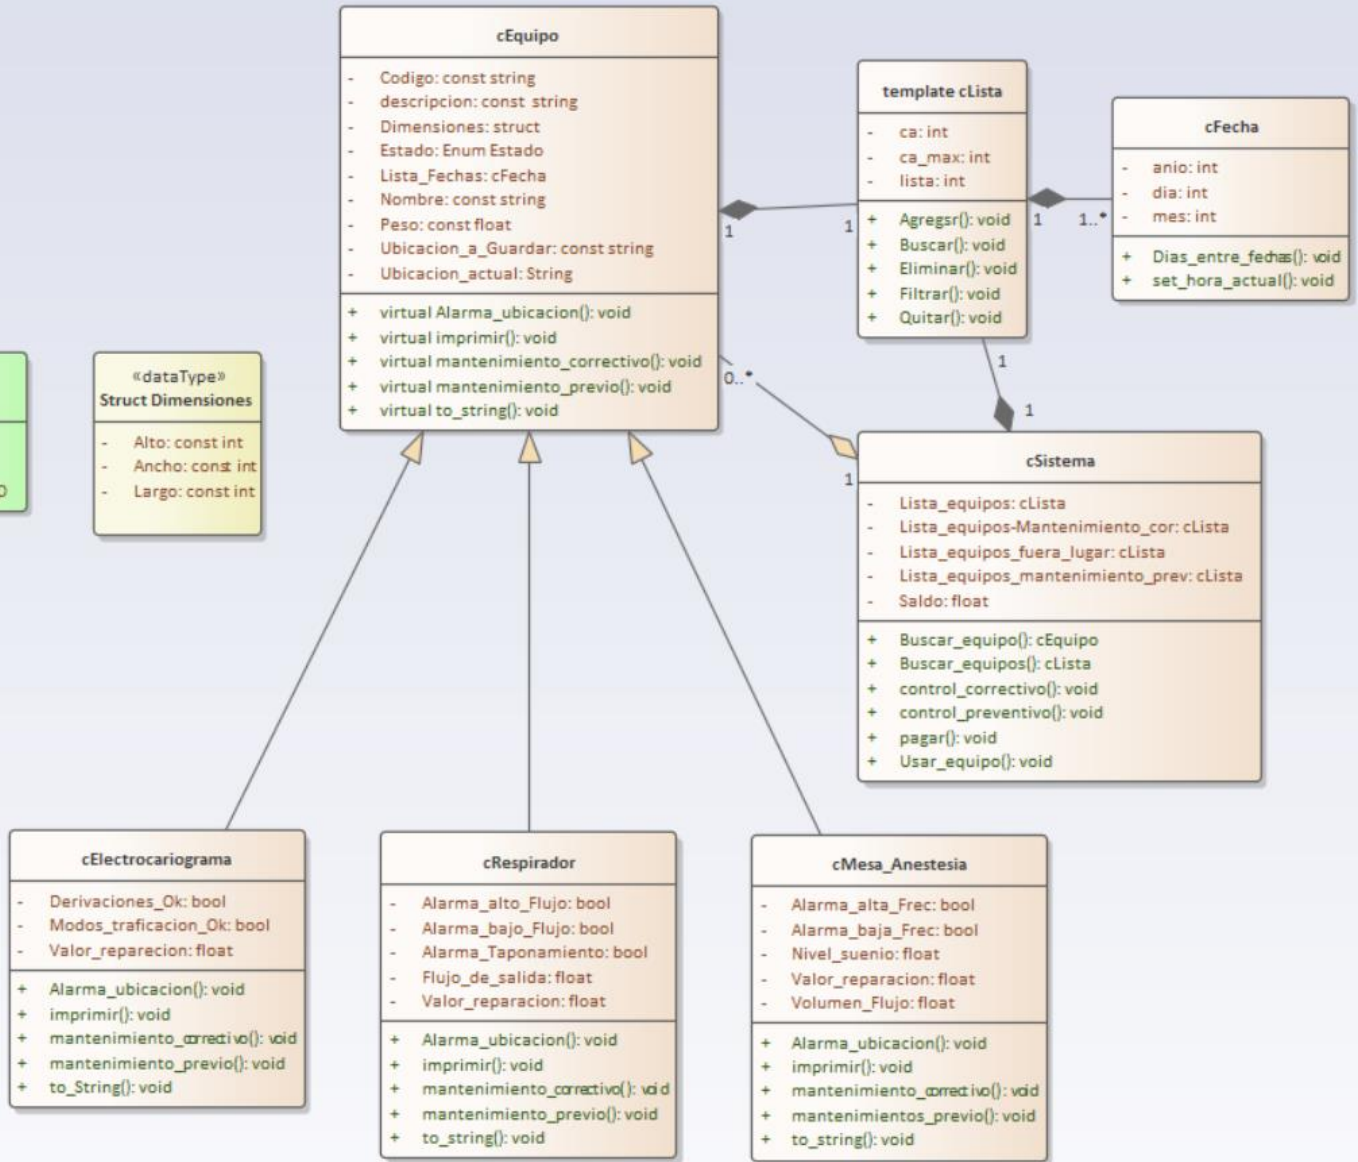 cEquipo
- Codigo: const string
- descripcion: const string
- Dimensiones: struct
- Estado: Enum Estado
- Lista_Fechas: cFecha
- Nombre: const string
- Peso: const float
- Ubicacion_a_Guardar: const string
- Ubicacion_actual: String
+ virtual Alarma_ubicacion(): void
+ virtual imprimir(): void
+ virtual mantenimiento_correctivo(): void
+ virtual mantenimiento_previo(): void
+ virtual to_string(): void
template cLista
- ca: int
- ca_max: int
- lista: int
+ Agregsr(): void
+ Buscar(): void
+ Eliminar(): void
+ Filtrar(): void
+ Quitar(): void
cFecha
- anio: int
- dia: int
- mes: int
+ Dias_entre_fechas(): void
+ set_hora_actual(): void
1
1
1
1..*
0..*
1
1
1
O
«dataType»
Struct Dimensiones
- Alto: const int
- Ancho: const int
- Largo: const int
cSistema
- Lista_equipos: cLista
- Lista_equipos-Mantenimiento_cor: cLista
- Lista_equipos_fuera_lugar: cLista
- Lista_equipos_mantenimiento_prev: cLista
- Saldo: float
+ Buscar_equipo(): cEquipo
+ Buscar_equipos(): cLista
+ control_correctivo(): void
+ control_preventivo(): void
+ pagar(): void
+ Usar_equipo(): void
cElectrocariograma
- Derivaciones_Ok: bool
- Modos_traficacion_Ok: bool
- Valor_reparecion: float
+ Alarma_ubicacion(): void
+ imprimir(): void
+ mantenimiento_correctivo(): void
+ mantenimiento_previo(): void
+ to_String(): void
cRespirador
- Alarma_alto_Flujo: bool
- Alarma_bajo_Flujo: bool
- Alarma_Taponamiento: bool
- Flujo_de_salida: float
- Valor_reparacion: float
+ Alarma_ubicacion(): void
+ imprimir(): void
+ mantenimiento_correctivo(): void
+ mantenimiento_previo(): void
+ to_string(): void
cMesa_Anestesia
- Alarma_alta_Frec: bool
- Alarma_baja_Frec: bool
- Nivel_suenio: float
- Valor_reparacion: float
- Volumen_Flujo: float
+ Alarma_ubicacion(): void
+ imprimir(): void
+ mantenimiento_correctivo(): void
+ mantenimientos_previo(): void
+ to_string(): void